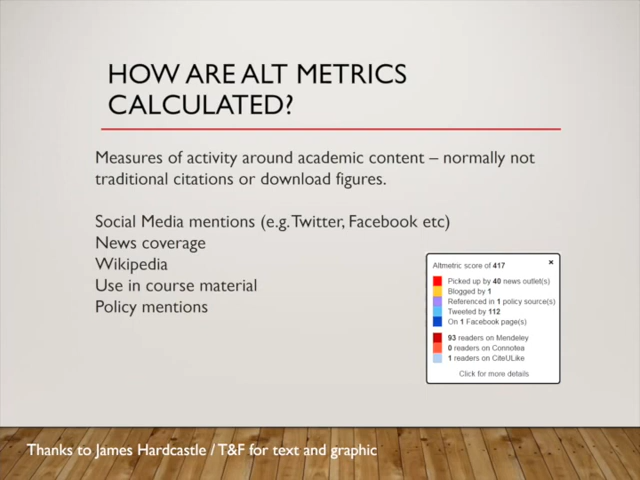 HOW ARE ALT METRICS
CALCULATED?
Measures of activity around academic content – normally not
traditional citations or download figures.
Social Media mentions (e.g. Twitter, Facebook etc)
News coverage
Wikipedia
Use in course material
Policy mentions
Altmetric score of 417
×
Picked up by 40 news outlet(s)
Blogged by 1
Referenced in 1 policy source(s)
Tweeted by 112
On 1 Facebook page(s)
93 readers on Mendeley
0 readers on Connotea
1 readers on CiteULike
Click for more details
Thanks to James Hardcastle / T&F for text and graphic